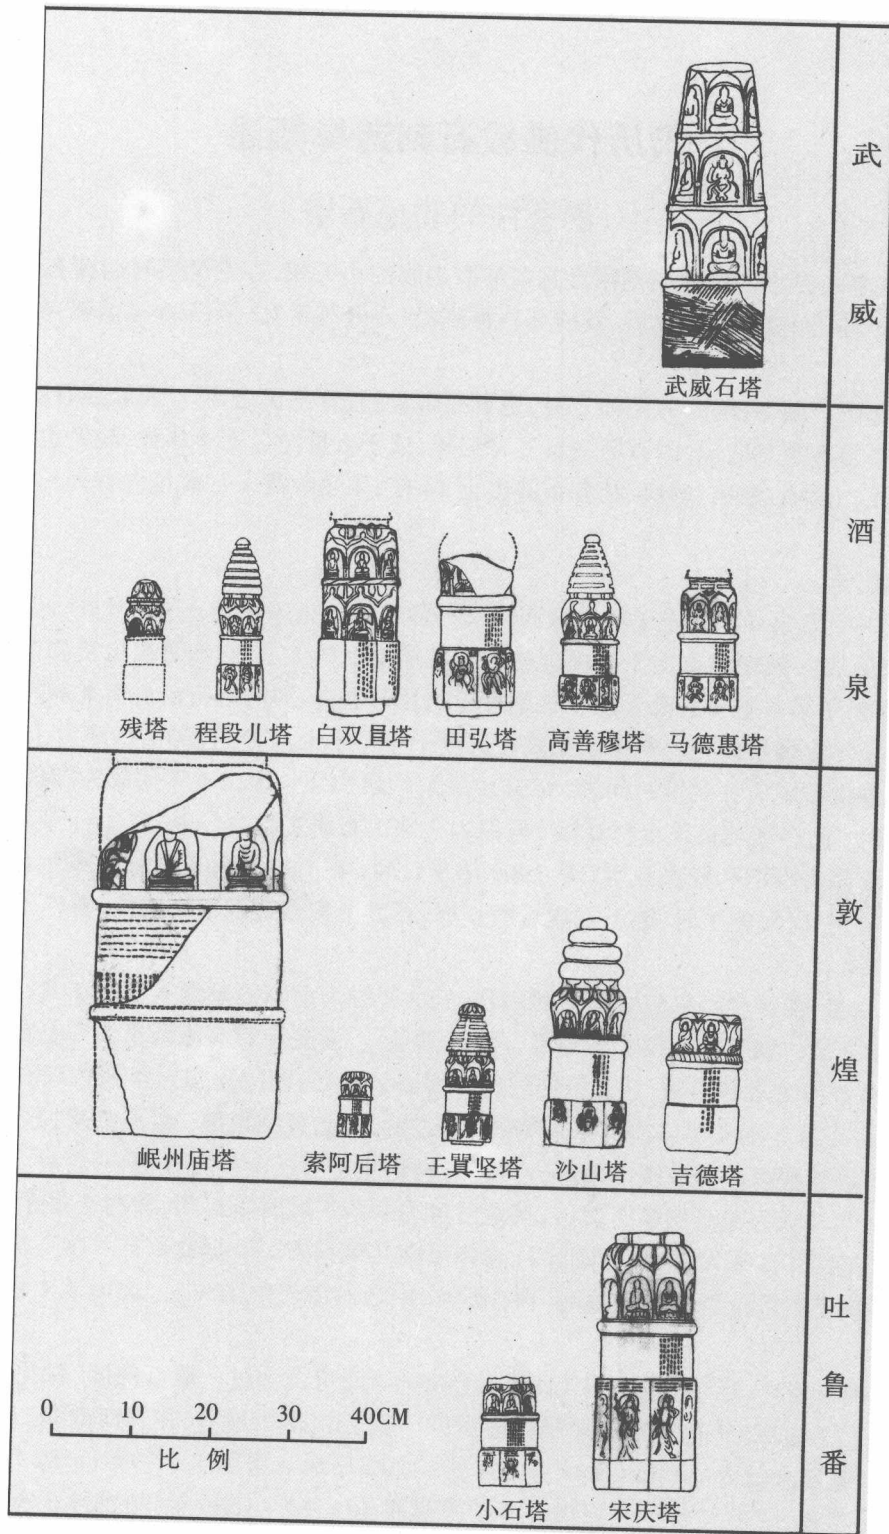 武威
武威石塔
酒泉
残塔 程段儿塔 白双𠀤塔 田弘塔 高善穆塔 马德惠塔
敦煌
岷州庙塔 索阿后塔 王㠕坚塔 沙山塔 吉德塔
吐鲁番
0 10 20 30 40CM
比例
小石塔 宋庆塔